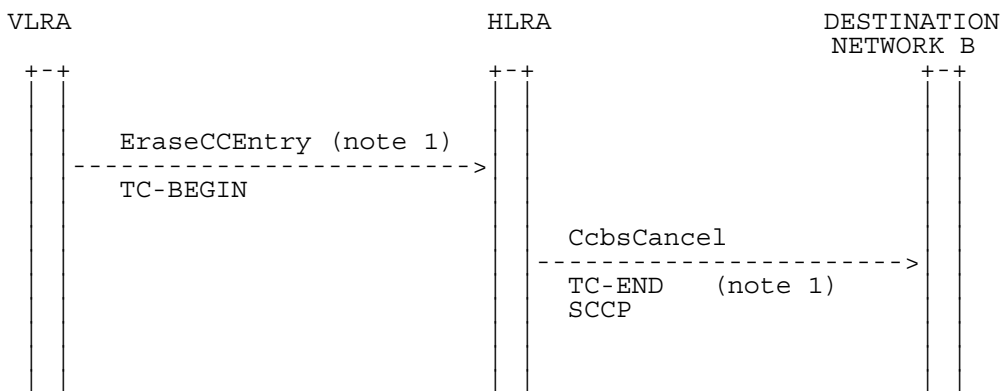 VLRA HLRA DESTINATION
NETWORK B
EraseCCEntry (note 1)
TC-BEGIN
CcbsCancel
TC-END (note 1)
SCCP